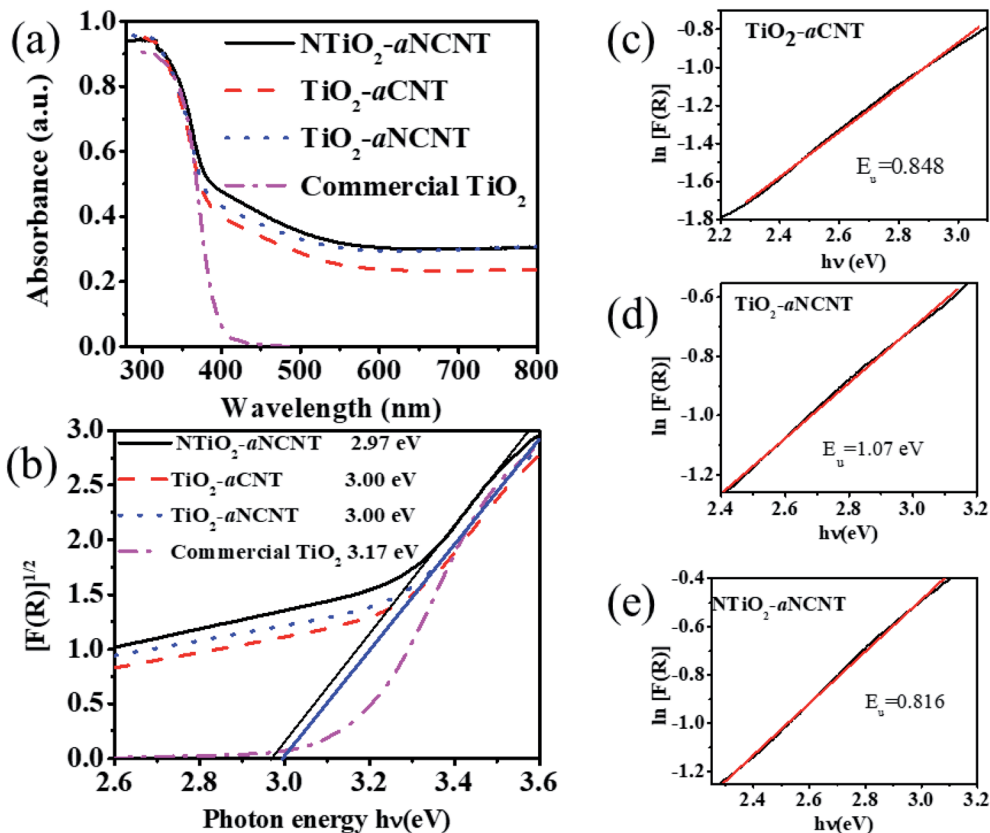 (a)
1.0
0.8
0.6
0.4
0.2
0.0
Absorbance (a.u.)
NTiO₂-aNCNT
TiO₂-aCNT
TiO₂-aNCNT
Commercial TiO₂
300 400 500 600 700 800
Wavelength (nm)
(b)
3.0
2.5
2.0
1.5
1.0
0.5
0.0
[F(R)]^1/2
NTiO₂-aNCNT 2.97 eV
TiO₂-aCNT 3.00 eV
TiO₂-aNCNT 3.00 eV
Commercial TiO₂ 3.17 eV
2.6 2.8 3.0 3.2 3.4 3.6
Photon energy hν(eV)
(c)
TiO₂-aCNT
-0.8
-1.0
-1.2
-1.4
-1.6
-1.8
ln [F(R)]
Eᵤ=0.848
2.2 2.4 2.6 2.8 3.0
hν (eV)
(d)
TiO₂-aNCNT
-0.6
-0.8
-1.0
-1.2
ln [F(R)]
Eᵤ=1.07 eV
2.4 2.6 2.8 3.0 3.2
hν(eV)
(e)
NTiO₂-aNCNT
-0.4
-0.6
-0.8
-1.0
-1.2
ln [F(R)]
Eᵤ=0.816
2.4 2.6 2.8 3.0 3.2
hν(eV)